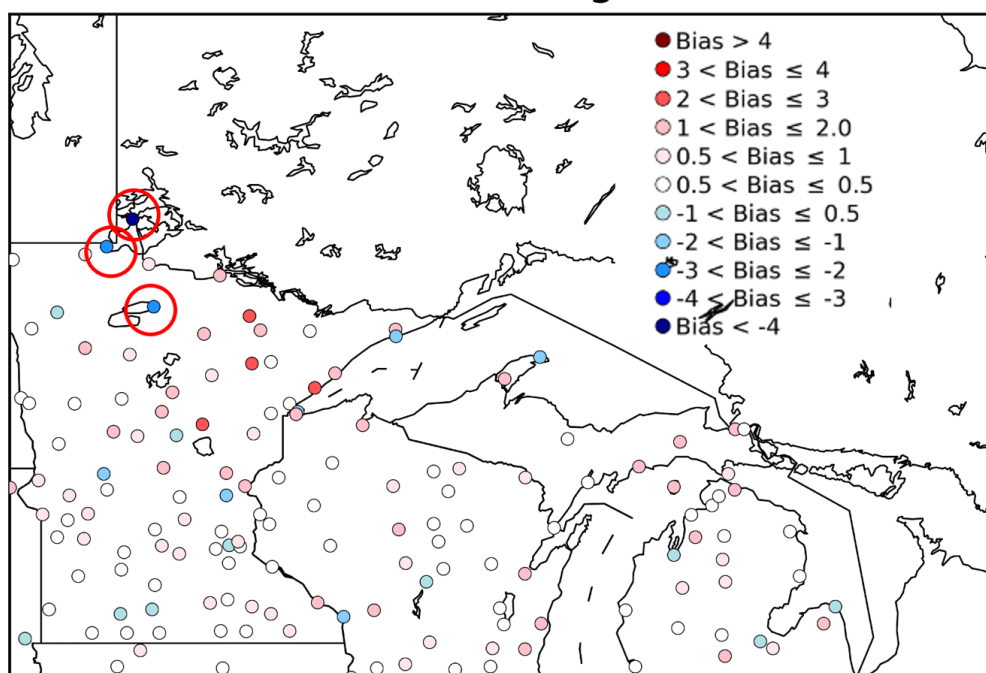 Bias > 4
3 < Bias ≤ 4
2 < Bias ≤ 3
1 < Bias ≤ 2.0
0.5 < Bias ≤ 1
0.5 < Bias ≤ 0.5
-1 < Bias ≤ 0.5
-2 < Bias ≤ -1
-3 < Bias ≤ -2
-4 < Bias ≤ -3
Bias < -4